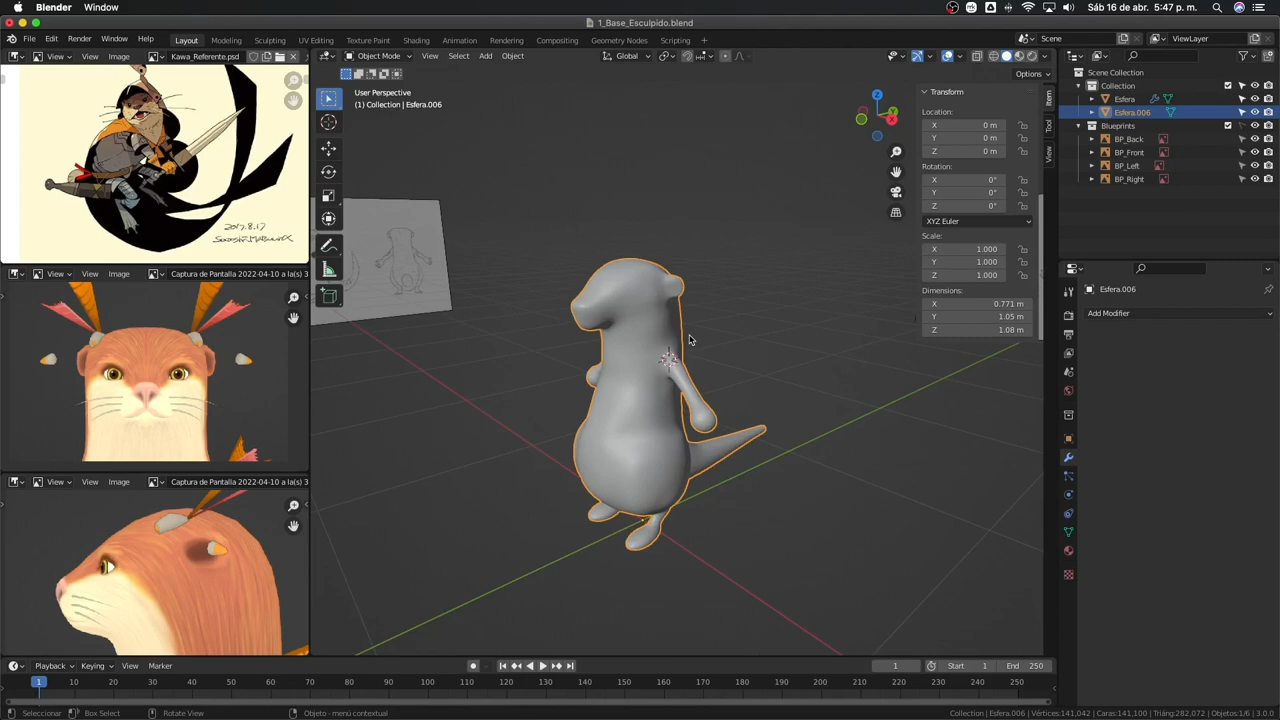 Blender Window
Sáb 16 de abr. 5:47 p. m.
1_Base_Esculpido.blend
File Edit Render Window Help
Layout Modeling Sculpting UV Editing Texture Paint Shading Animation Rendering Compositing Geometry Nodes Scripting +
Scene
ViewLayer
View View Image Kawa_Referente.psd
Object Mode View Select Add Object
Global
Options
User Perspective
(1) Collection | Esfera.006
2017.8.17
View View Image Captura de Pantalla 2022-04-10 a la(s) 3
View View Image Captura de Pantalla 2022-04-10 a la(s) 3
Z
Y
X
Transform
Location:
X 0 m
Y 0 m
Z 0 m
Rotation:
X 0°
Y 0°
Z 0°
XYZ Euler
Scale:
X 1.000
Y 1.000
Z 1.000
Dimensions:
X 0.771 m
Y 1.05 m
Z 1.08 m
Item
Tool
View
Scene Collection
Collection
Esfera
Esfera.006
Blueprints
BP_Back
BP_Front
BP_Left
BP_Right
Esfera.006
Add Modifier
Playback Keying View Marker
1 Start 1 End 250
1 10 20 30 40 50 60 70 80 90 100 110 120 130 140 150 160 170 180 190 200 210 220 230 240 250
Seleccionar Box Select Rotate View Objeto - menú contextual
Collection | Esfera.006 | Vértices:141,042 | Caras:141,100 | Triáng:282,072 | Objetos:1/6 | 3.0.0